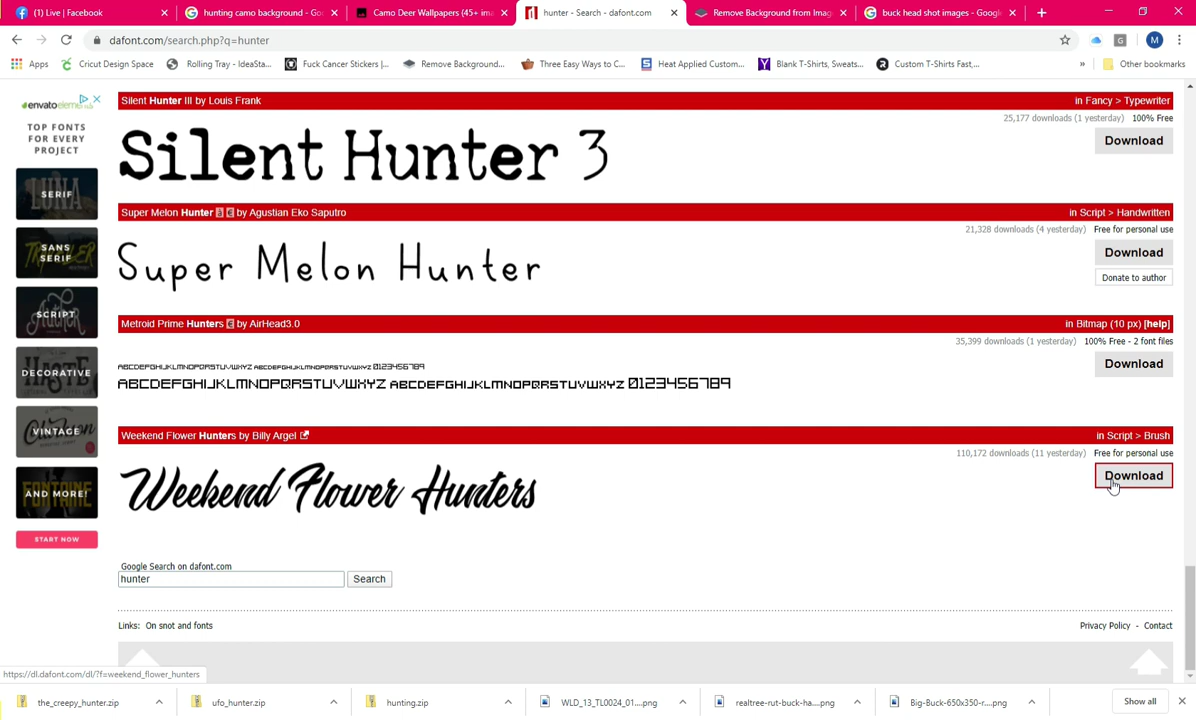 (1) Live | Facebook
hunting camo background - Go
Camo Deer Wallpapers (45+ im
hunter - Search - dafont.com
Remove Background from Imag
buck head shot images - Google
dafont.com/search.php?q=hunter
M
Apps
Cricut Design Space
Rolling Tray - IdeaSta...
Fuck Cancer Stickers |...
Remove Background...
Three Easy Ways to C...
Heat Applied Custom...
Blank T-Shirts, Sweats...
Custom T-Shirts Fast,...
»
Other bookmarks
envato elements
TOP FONTS
FOR EVERY
PROJECT
SERIF
SANS
SERIF
SCRIPT
DECORATIVE
VINTAGE
AND MORE!
START NOW
Silent Hunter III by Louis Frank
in Fancy > Typewriter
25,177 downloads (1 yesterday) 100% Free
Download
Silent Hunter 3
Super Melon Hunter à € by Agustian Eko Saputro
in Script > Handwritten
21,328 downloads (4 yesterday) Free for personal use
Download
Donate to author
Super Melon Hunter
Metroid Prime Hunters € by AirHead3.0
in Bitmap (10 px) [help]
35,399 downloads (1 yesterday) 100% Free - 2 font files
Download
ABCDEFGHIJKLMNOPQRSTUVWXYZ ABCDEFGHIJKLMNOPQRSTUVWXYZ 0123456789
ABCDEFGHIJKLMNOPQRSTUVWXYZ ABCDEFGHIJKLMNOPQRSTUVWXYZ 0123456789
Weekend Flower Hunters by Billy Argel
in Script > Brush
110,172 downloads (11 yesterday) Free for personal use
Download
Weekend Flower Hunters
Google Search on dafont.com
hunter
Search
Links: On snot and fonts
Privacy Policy - Contact
https://dl.dafont.com/dl/?f=weekend_flower_hunters
the_creepy_hunter.zip
ufo_hunter.zip
hunting.zip
WLD_13_TL0024_01....png
realtree-rut-buck-ha....png
Big-Buck-650x350-r....png
Show all